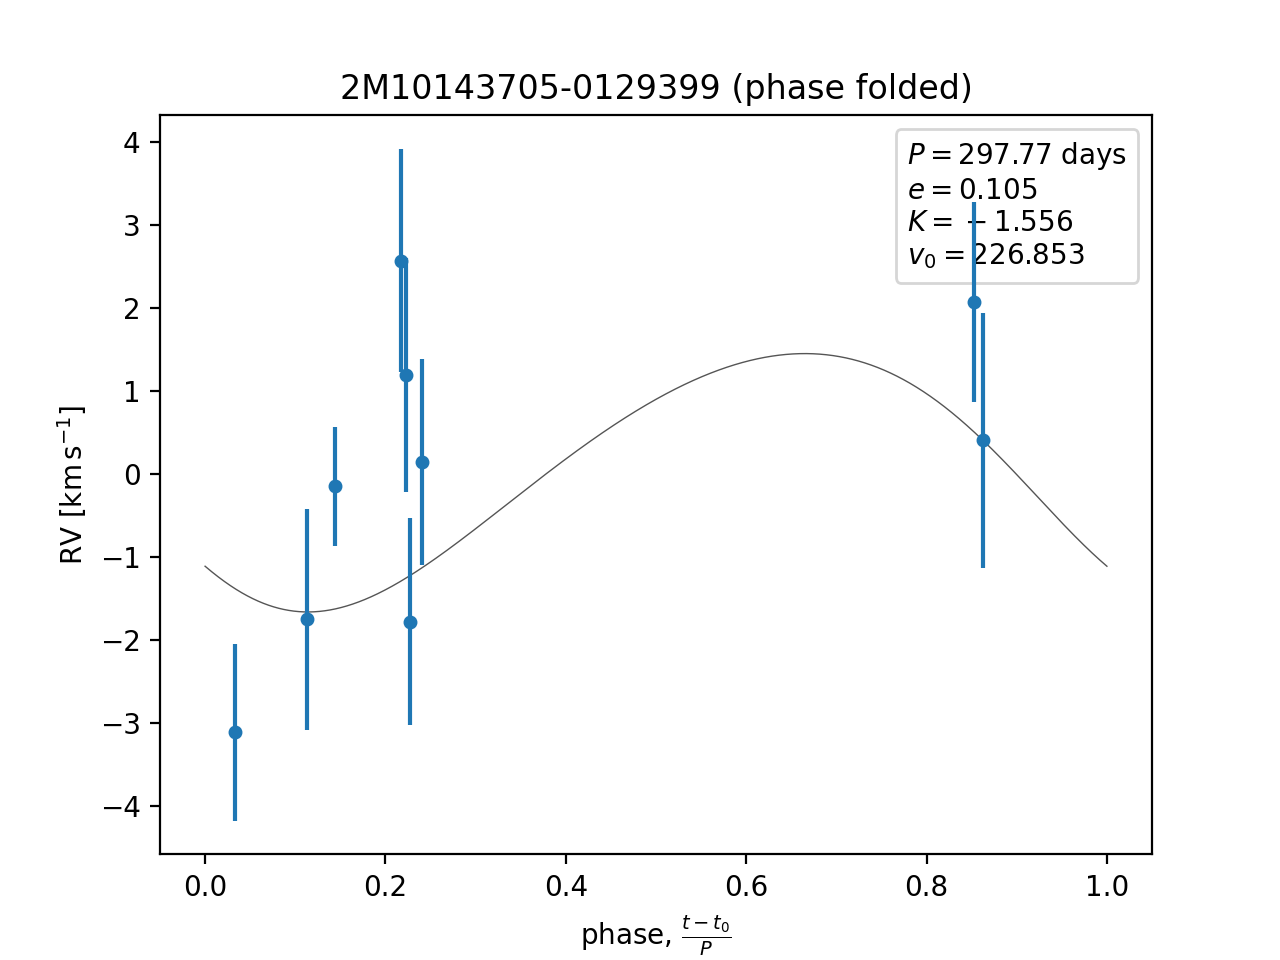 2M10143705-0129399 (phase folded)
P = 297.77 days
e = 0.105
K = −1.556
v₀ = 226.853
4
3
2
1
0
−1
−2
−3
−4
RV [km s⁻¹]
0.0 0.2 0.4 0.6 0.8 1.0
phase, (t − t₀)/P